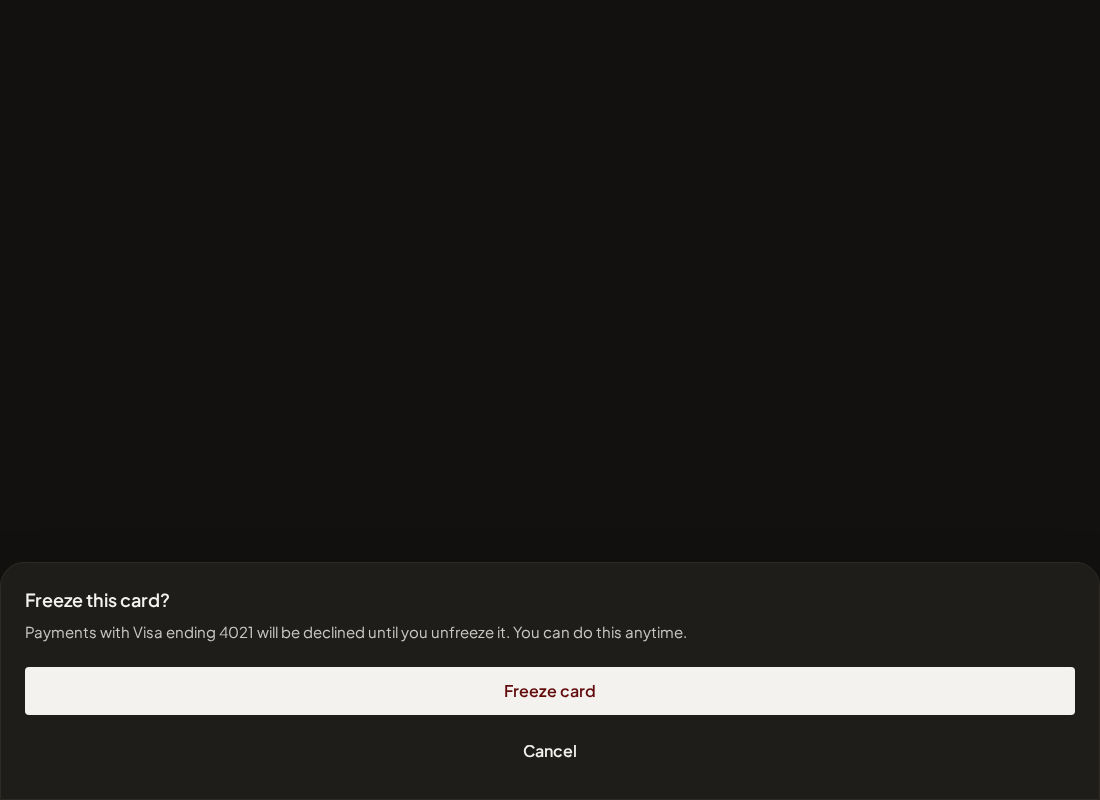 Freeze this card?
Payments with Visa ending 4021 will be declined until you unfreeze it. You can do this anytime.
Freeze card
Cancel